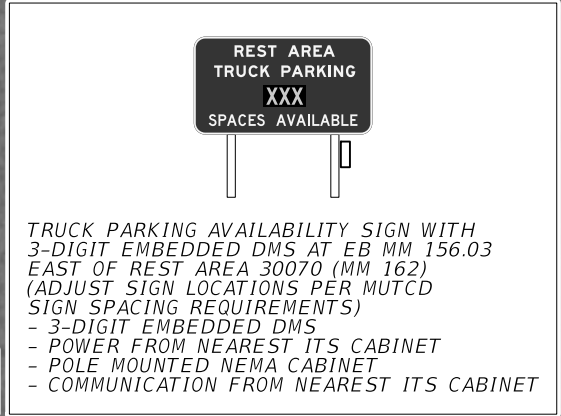 REST AREA
TRUCK PARKING
XXX
SPACES AVAILABLE
TRUCK PARKING AVAILABILITY SIGN WITH
3-DIGIT EMBEDDED DMS AT EB MM 156.03
EAST OF REST AREA 30070 (MM 162)
(ADJUST SIGN LOCATIONS PER MUTCD
SIGN SPACING REQUIREMENTS)
- 3-DIGIT EMBEDDED DMS
- POWER FROM NEAREST ITS CABINET
- POLE MOUNTED NEMA CABINET
- COMMUNICATION FROM NEAREST ITS CABINET